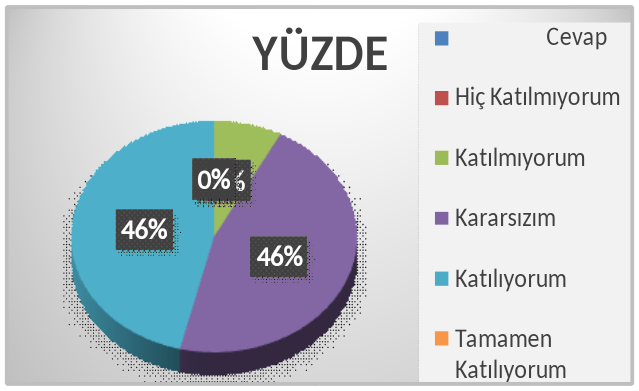 YÜZDE
Cevap
Hiç Katılmıyorum
Katılmıyorum
Kararsızım
Katılıyorum
Tamamen
Katılıyorum
0%
46%
46%